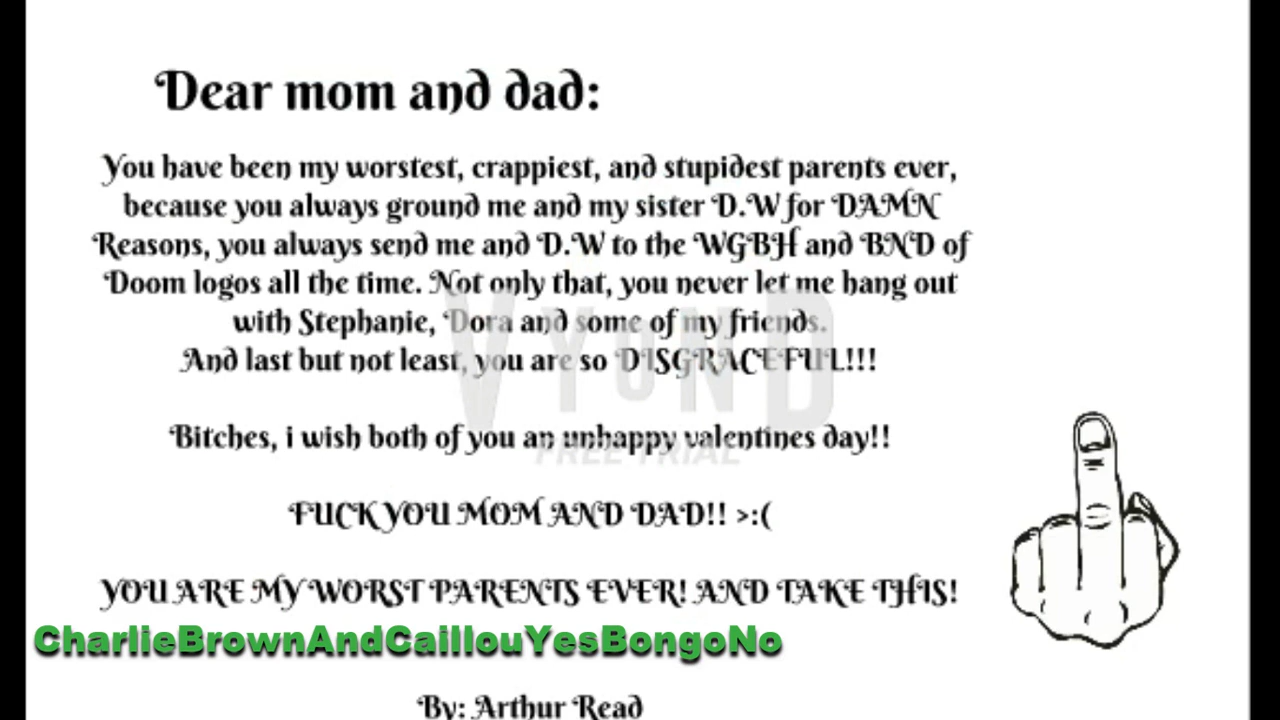 Dear mom and dad:
You have been my worstest, crappiest, and stupidest parents ever,
because you always ground me and my sister D.W for DAMN
Reasons, you always send me and D.W to the WGBH and BND of
Doom logos all the time. Not only that, you never let me hang out
with Stephanie, Dora and some of my friends.
And last but not least, you are so DISGRACEFUL!!!
VYOND
Bitches, i wish both of you an unhappy valentines day!!
FREE TRIAL
FUCK YOU MOM AND DAD!! >:(
YOU ARE MY WORST PARENTS EVER! AND TAKE THIS!
CharlieBrownAndCaillouYesBongoNo
By: Arthur Read